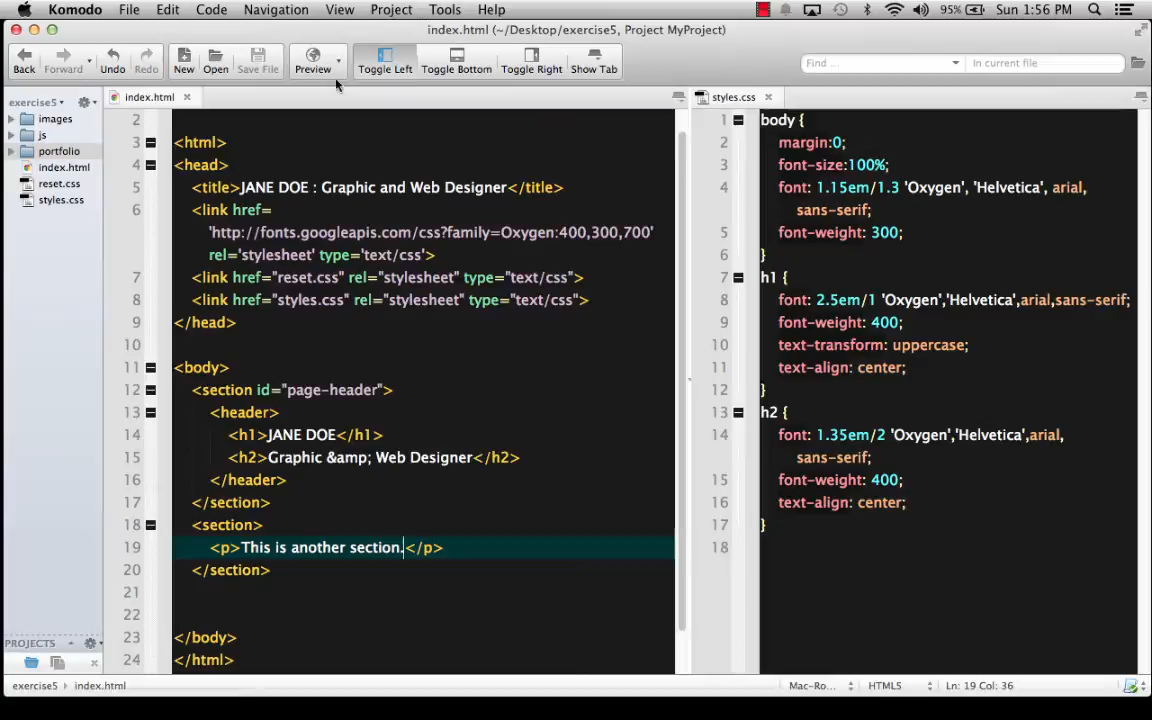 Komodo File Edit Code Navigation View Project Tools Help 95% Sun 1:56 PM
index.html (~/Desktop/exercise5, Project MyProject)
Back Forward Undo Redo New Open Save File Preview Toggle Left Toggle Bottom Toggle Right Show Tab Find ... In current file
exercise5
images
js
portfolio
index.html
reset.css
styles.css
PROJECTS
index.html
2
3 <html>
4 <head>
5 <title>JANE DOE : Graphic and Web Designer</title>
6 <link href=
'http://fonts.googleapis.com/css?family=Oxygen:400,300,700'
rel='stylesheet' type='text/css'>
7 <link href="reset.css" rel="stylesheet" type="text/css">
8 <link href="styles.css" rel="stylesheet" type="text/css">
9 </head>
10
11 <body>
12 <section id="page-header">
13 <header>
14 <h1>JANE DOE</h1>
15 <h2>Graphic &amp; Web Designer</h2>
16 </header>
17 </section>
18 <section>
19 <p>This is another section.</p>
20 </section>
21
22
23 </body>
24 </html>
styles.css
1 body {
2 margin:0;
3 font-size:100%;
4 font: 1.15em/1.3 'Oxygen', 'Helvetica', arial,
sans-serif;
5 font-weight: 300;
6 }
7 h1 {
8 font: 2.5em/1 'Oxygen','Helvetica',arial,sans-serif;
9 font-weight: 400;
10 text-transform: uppercase;
11 text-align: center;
12 }
13 h2 {
14 font: 1.35em/2 'Oxygen','Helvetica',arial,
sans-serif;
15 font-weight: 400;
16 text-align: center;
17 }
18
exercise5 index.html Mac-Ro... HTML5 Ln: 19 Col: 36